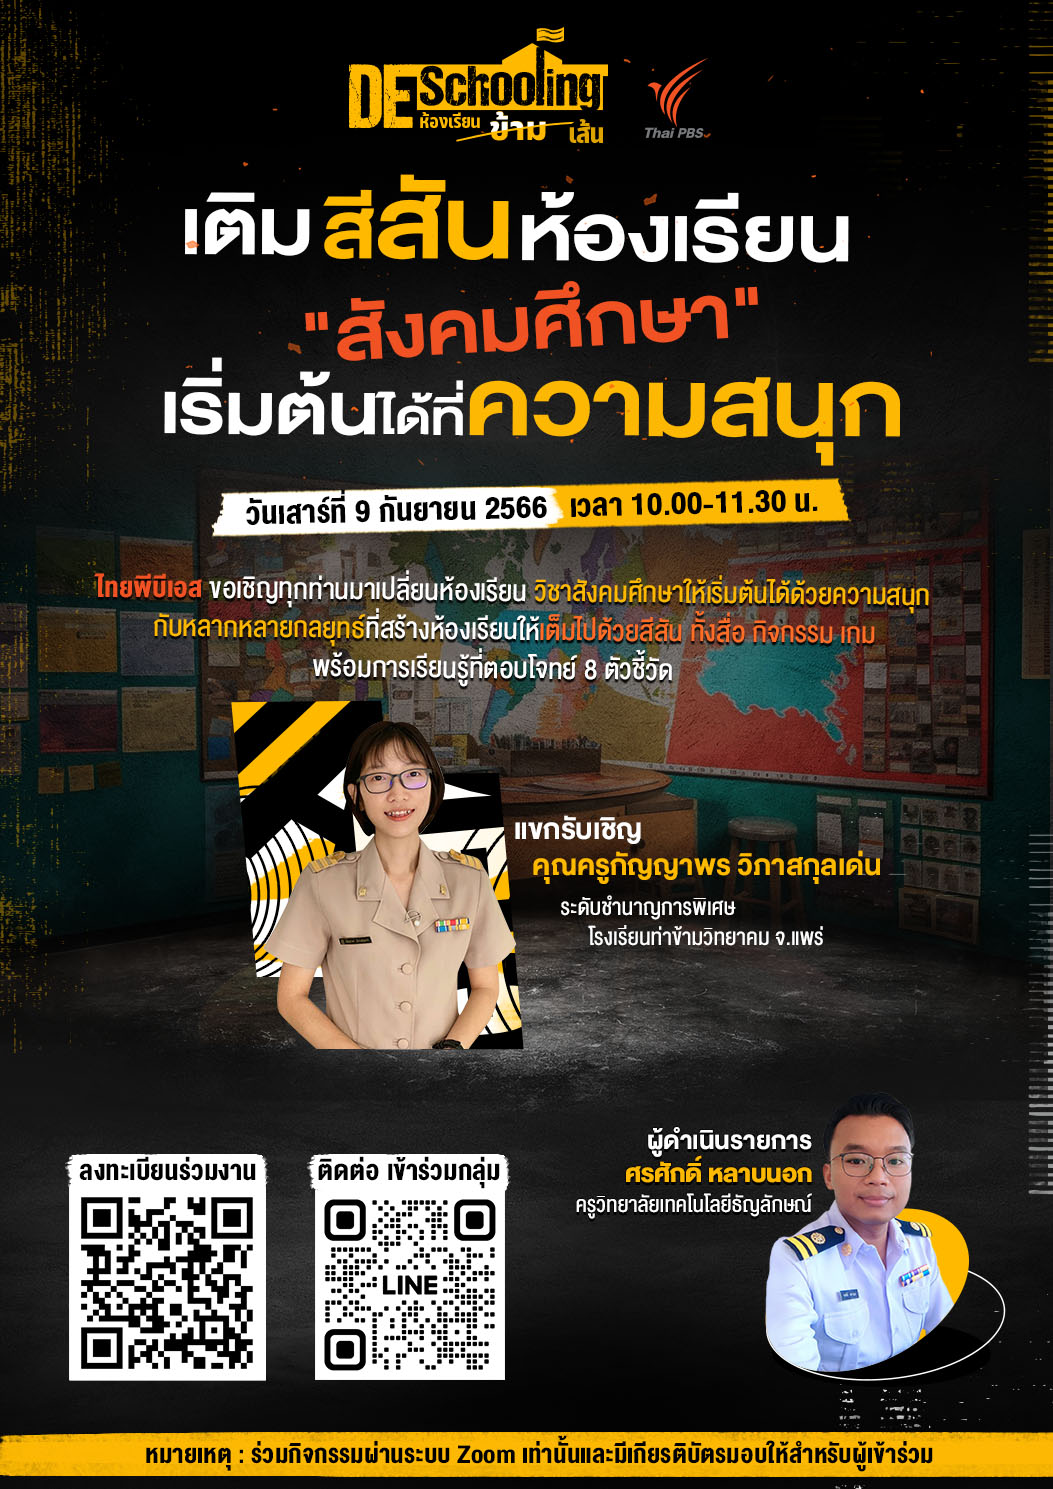 DESchooling
ห้องเรียน ข้าม เส้น
Thai PBS
เติม สีสันห้องเรียน
"สังคมศึกษา"
เริ่มต้นได้ที่ความสนุก
วันเสาร์ที่ 9 กันยายน 2566 เวลา 10.00-11.30 น.
ไทยพีบีเอส ขอเชิญทุกท่านมาเปลี่ยนห้องเรียน วิชาสังคมศึกษาให้เริ่มต้นได้ด้วยความสนุก
กับหลากหลายกลยุทธ์ที่สร้างห้องเรียนให้เต็มไปด้วยสีสัน ทั้งสื่อ กิจกรรม เกม
พร้อมการเรียนรู้ที่ตอบโจทย์ 8 ตัวชี้วัด
แขกรับเชิญ
คุณครูกัญญาพร วิภาสกุลเด่น
ระดับชำนาญการพิเศษ
โรงเรียนท่าข้ามวิทยาคม จ.แพร่
ผู้ดำเนินรายการ
ศรศักดิ์ หลาบนอก
ครูวิทยาลัยเทคโนโลยีธัญลักษณ์
ลงทะเบียนร่วมงาน
ติดต่อ เข้าร่วมกลุ่ม
LINE
หมายเหตุ : ร่วมกิจกรรมผ่านระบบ Zoom เท่านั้นและมีเกียรติบัตรมอบให้สำหรับผู้เข้าร่วม